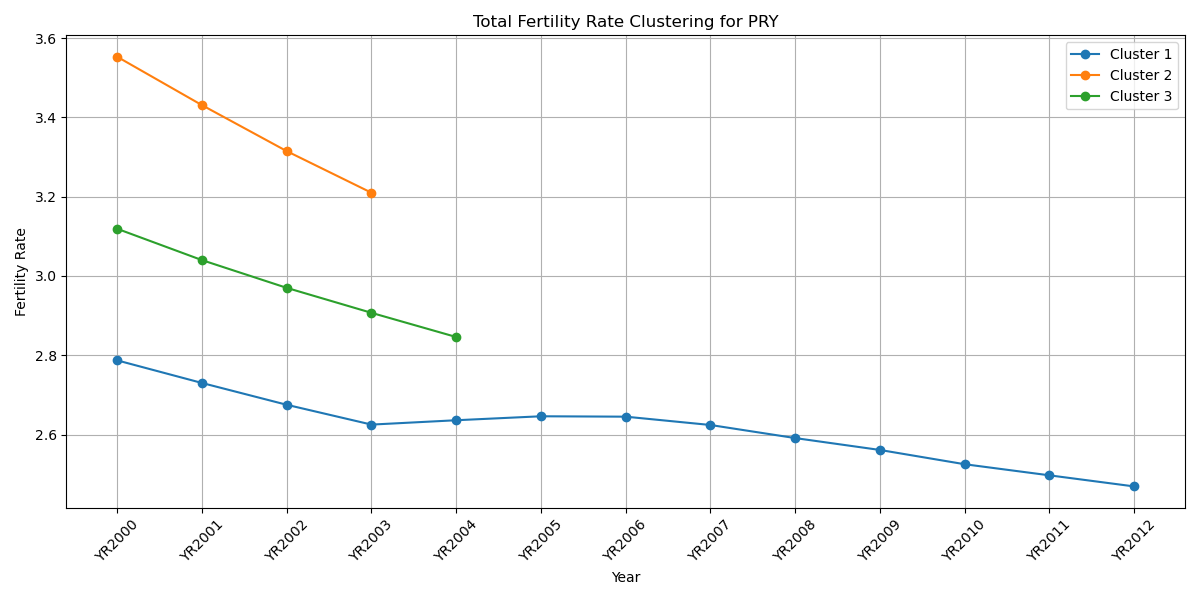 Total Fertility Rate Clustering for PRY
Cluster 1
Cluster 2
Cluster 3
Fertility Rate
3.6
3.4
3.2
3.0
2.8
2.6
YR2000
YR2001
YR2002
YR2003
YR2004
YR2005
YR2006
YR2007
YR2008
YR2009
YR2010
YR2011
YR2012
Year